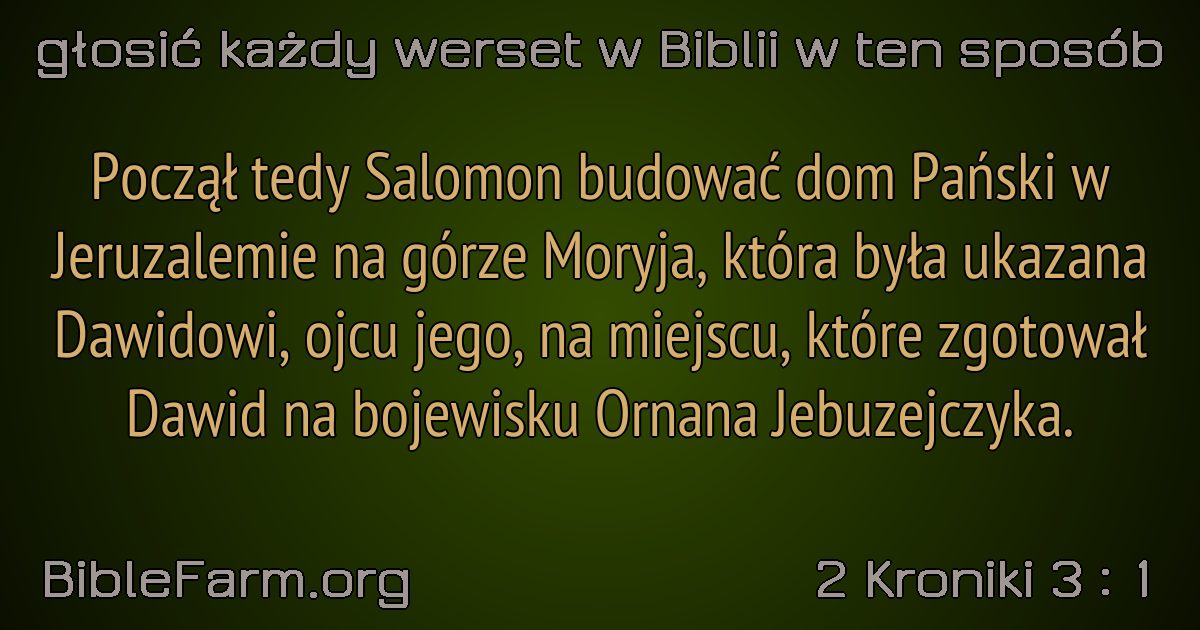 głosić każdy werset w Biblii w ten sposób
Począł tedy Salomon budować dom Pański w
Jeruzalemie na górze Moryja, która była ukazana
Dawidowi, ojcu jego, na miejscu, które zgotował
Dawid na bojewisku Ornana Jebuzejczyka.
BibleFarm.org
2 Kroniki 3 : 1